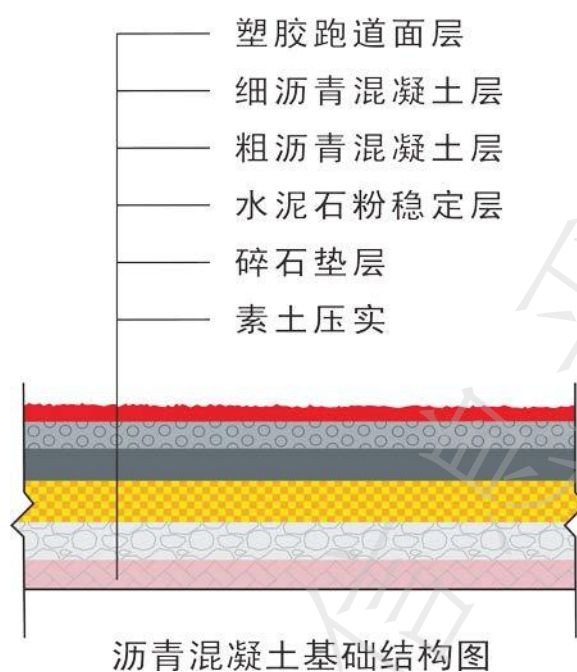 塑胶跑道面层
细沥青混凝土层
粗沥青混凝土层
水泥石粉稳定层
碎石垫层
素土压实
沥青混凝土基础结构图